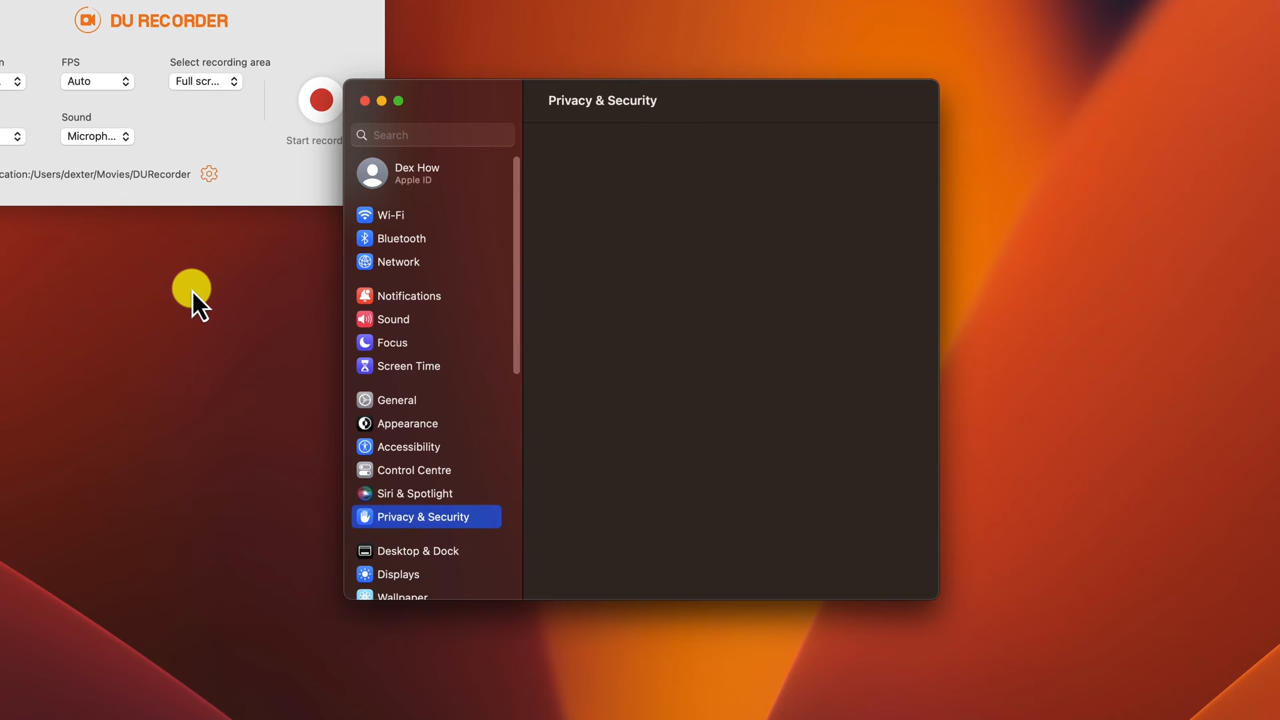 DU RECORDER
FPS
Select recording area
Auto
Full scr...
Sound
Microph...
Start record
cation:/Users/dexter/Movies/DURecorder
Privacy & Security
Search
Dex How
Apple ID
Wi-Fi
Bluetooth
Network
Notifications
Sound
Focus
Screen Time
General
Appearance
Accessibility
Control Centre
Siri & Spotlight
Privacy & Security
Desktop & Dock
Displays
Wallpaper